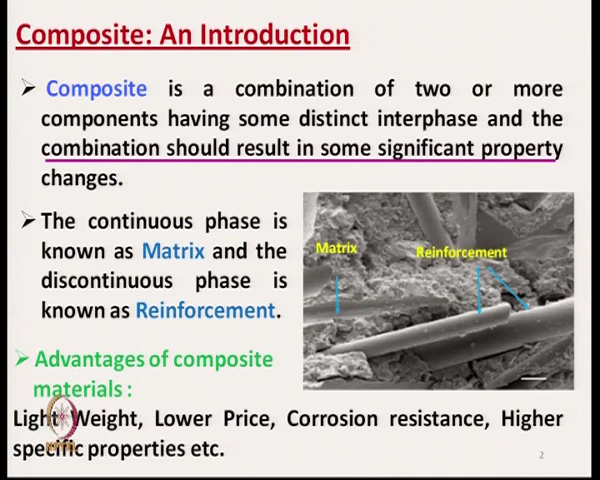 Composite: An Introduction
➢ Composite is a combination of two or more
components having some distinct interphase and the
combination should result in some significant property
changes.
➢ The continuous phase is
known as Matrix and the
discontinuous phase is
known as Reinforcement.
Matrix
Reinforcement
➢ Advantages of composite
materials :
Light Weight, Lower Price, Corrosion resistance, Higher
specific properties etc.
NPTEL
2